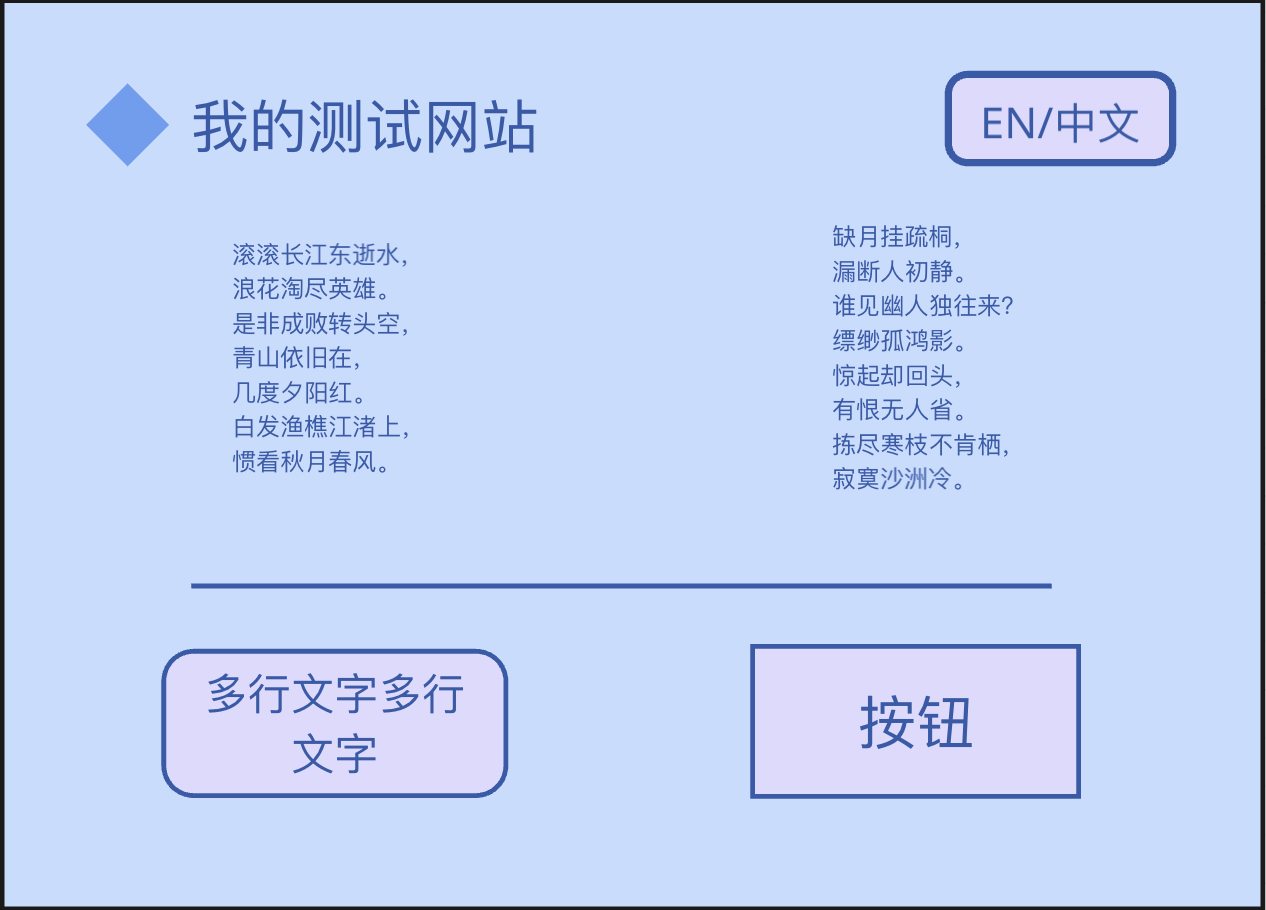 我的测试网站
EN/中文
滚滚长江东逝水，
浪花淘尽英雄。
是非成败转头空，
青山依旧在，
几度夕阳红。
白发渔樵江渚上，
惯看秋月春风。
缺月挂疏桐，
漏断人初静。
谁见幽人独往来？
缥缈孤鸿影。
惊起却回头，
有恨无人省。
拣尽寒枝不肯栖，
寂寞沙洲冷。
多行文字多行
文字
按钮